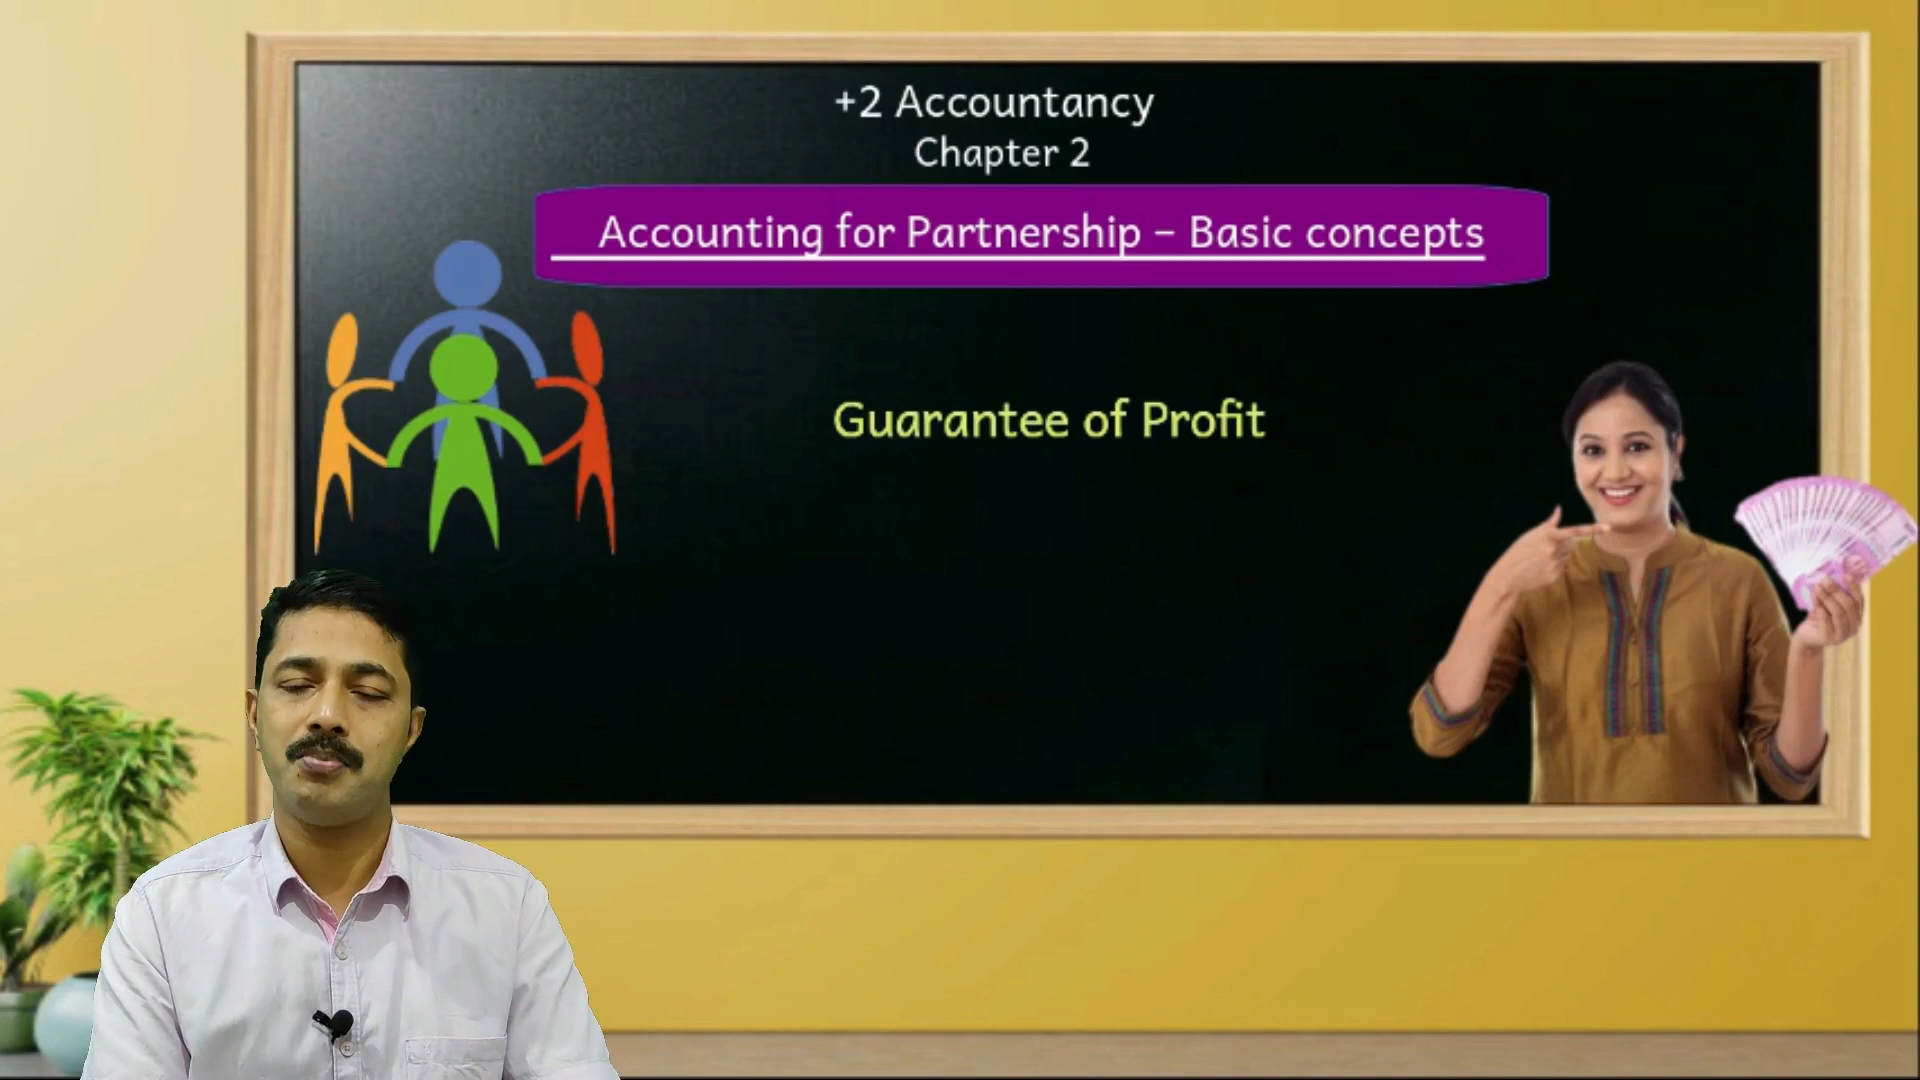 +2 Accountancy
Chapter 2
Accounting for Partnership – Basic concepts
Guarantee of Profit